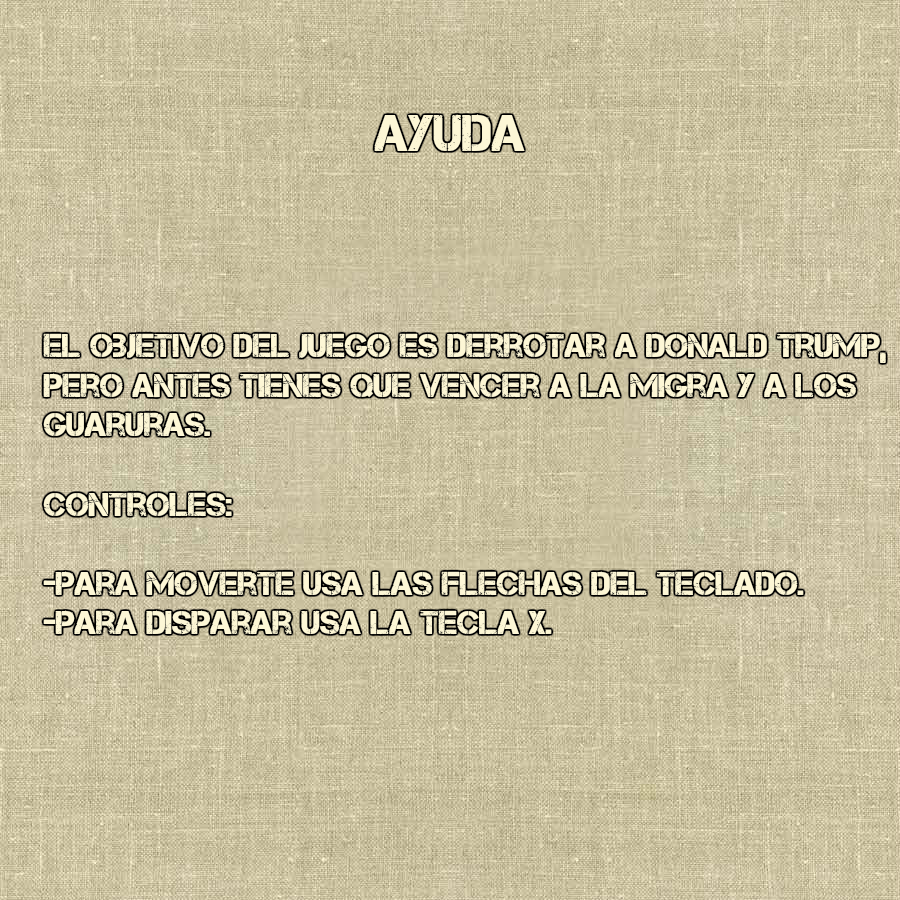 AYUDA
EL OBJETIVO DEL JUEGO ES DERROTAR A DONALD TRUMP,
PERO ANTES TIENES QUE VENCER A LA MIGRA Y A LOS
GUARURAS.
CONTROLES:
-PARA MOVERTE USA LAS FLECHAS DEL TECLADO.
-PARA DISPARAR USA LA TECLA X.